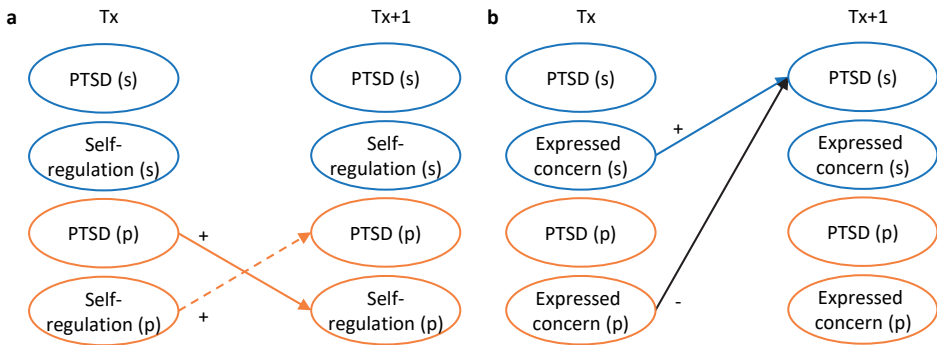 a
Tx
Tx+1
PTSD (s)
PTSD (s)
Self-
regulation (s)
Self-
regulation (s)
PTSD (p)
+
PTSD (p)
Self-
regulation (p)
+
Self-
regulation (p)
b
Tx
Tx+1
PTSD (s)
PTSD (s)
+
Expressed
concern (s)
Expressed
concern (s)
PTSD (p)
PTSD (p)
Expressed
concern (p)
-
Expressed
concern (p)